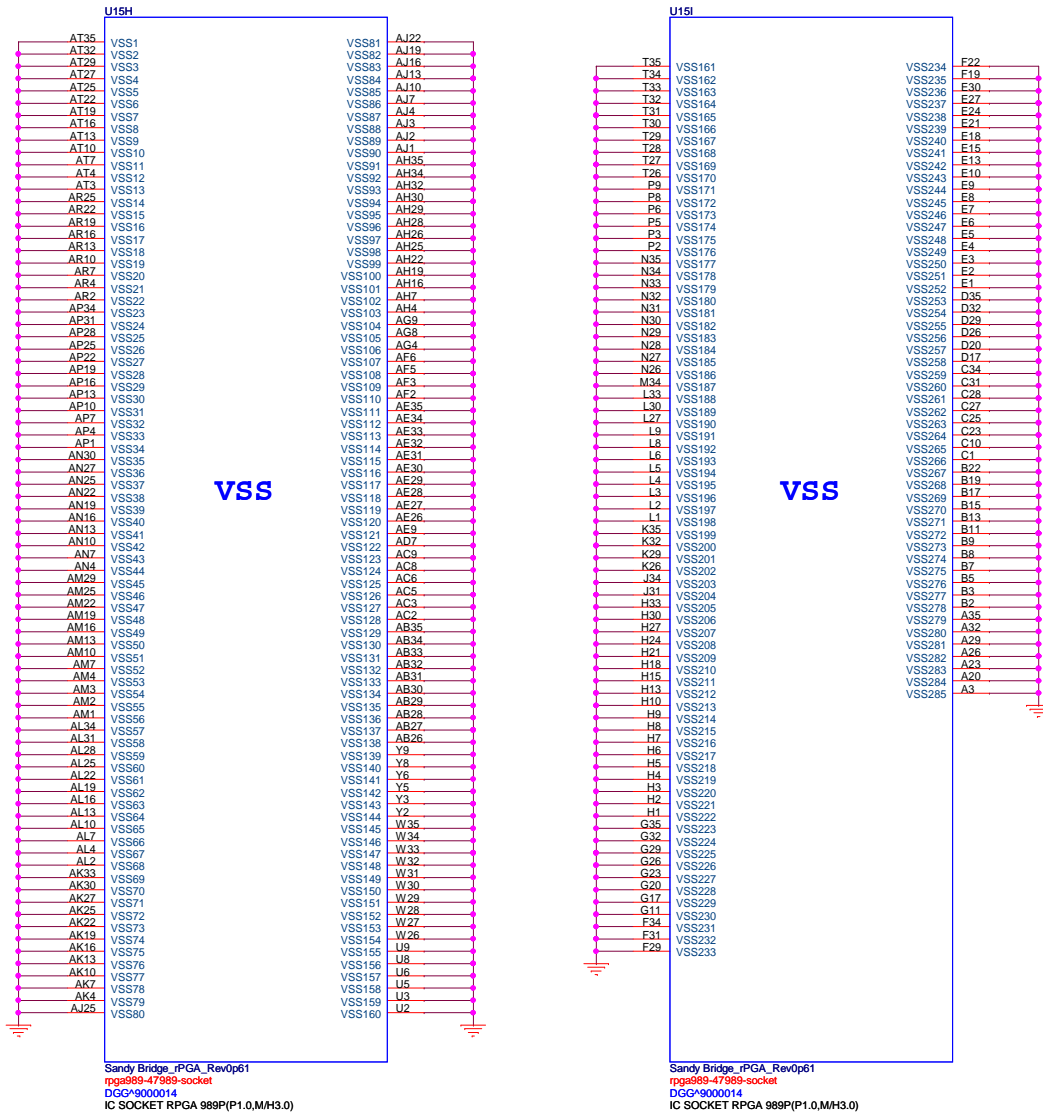 U15H
AT35 VSS1 VSS81 AJ22
AT32 VSS2 VSS82 AJ19
AT29 VSS3 VSS83 AJ16
AT27 VSS4 VSS84 AJ13
AT25 VSS5 VSS85 AJ10
AT22 VSS6 VSS86 AJ7
AT19 VSS7 VSS87 AJ4
AT16 VSS8 VSS88 AJ3
AT13 VSS9 VSS89 AJ2
AT10 VSS10 VSS90 AJ1
AT7 VSS11 VSS91 AH35
AT4 VSS12 VSS92 AH34
AT3 VSS13 VSS93 AH32
AR25 VSS14 VSS94 AH30
AR22 VSS15 VSS95 AH29
AR19 VSS16 VSS96 AH28
AR16 VSS17 VSS97 AH26
AR13 VSS18 VSS98 AH25
AR10 VSS19 VSS99 AH22
AR7 VSS20 VSS100 AH19
AR4 VSS21 VSS101 AH16
AR2 VSS22 VSS102 AH7
AP34 VSS23 VSS103 AH4
AP31 VSS24 VSS104 AG9
AP28 VSS25 VSS105 AG8
AP25 VSS26 VSS106 AG4
AP22 VSS27 VSS107 AF6
AP19 VSS28 VSS108 AF5
AP16 VSS29 VSS109 AF3
AP13 VSS30 VSS110 AF2
AP10 VSS31 VSS111 AE35
AP7 VSS32 VSS112 AE34
AP4 VSS33 VSS113 AE33
AP1 VSS34 VSS114 AE32
AN30 VSS35 VSS115 AE31
AN27 VSS36 VSS116 AE30
AN25 VSS37 VSS117 AE29
VSS
AN22 VSS38 VSS118 AE28
AN19 VSS39 VSS119 AE27
AN16 VSS40 VSS120 AE26
AN13 VSS41 VSS121 AE9
AN10 VSS42 VSS122 AD7
AN7 VSS43 VSS123 AC9
AN4 VSS44 VSS124 AC8
AM29 VSS45 VSS125 AC6
AM25 VSS46 VSS126 AC5
AM22 VSS47 VSS127 AC3
AM19 VSS48 VSS128 AC2
AM16 VSS49 VSS129 AB35
AM13 VSS50 VSS130 AB34
AM10 VSS51 VSS131 AB33
AM7 VSS52 VSS132 AB32
AM4 VSS53 VSS133 AB31
AM3 VSS54 VSS134 AB30
AM2 VSS55 VSS135 AB29
AM1 VSS56 VSS136 AB28
AL34 VSS57 VSS137 AB27
AL31 VSS58 VSS138 AB26
AL28 VSS59 VSS139 Y9
AL25 VSS60 VSS140 Y8
AL22 VSS61 VSS141 Y6
AL19 VSS62 VSS142 Y5
AL16 VSS63 VSS143 Y3
AL13 VSS64 VSS144 Y2
AL10 VSS65 VSS145 W35
AL7 VSS66 VSS146 W34
AL4 VSS67 VSS147 W33
AL2 VSS68 VSS148 W32
AK33 VSS69 VSS149 W31
AK30 VSS70 VSS150 W30
AK27 VSS71 VSS151 W29
AK25 VSS72 VSS152 W28
AK22 VSS73 VSS153 W27
AK19 VSS74 VSS154 W26
AK16 VSS75 VSS155 U9
AK13 VSS76 VSS156 U8
AK10 VSS77 VSS157 U6
AK7 VSS78 VSS158 U5
AK4 VSS79 VSS159 U3
AJ25 VSS80 VSS160 U2
Sandy Bridge_rPGA_Rev0p61
rpga989-47989-socket
DGG^9000014
IC SOCKET RPGA 989P(P1.0,M/H3.0)
U15I
T35 VSS161 VSS234 F22
T34 VSS162 VSS235 F19
T33 VSS163 VSS236 E30
T32 VSS164 VSS237 E27
T31 VSS165 VSS238 E24
T30 VSS166 VSS239 E21
T29 VSS167 VSS240 E18
T28 VSS168 VSS241 E15
T27 VSS169 VSS242 E13
T26 VSS170 VSS243 E10
P9 VSS171 VSS244 E9
P8 VSS172 VSS245 E8
P6 VSS173 VSS246 E7
P5 VSS174 VSS247 E6
P3 VSS175 VSS248 E5
P2 VSS176 VSS249 E4
N35 VSS177 VSS250 E3
N34 VSS178 VSS251 E2
N33 VSS179 VSS252 E1
N32 VSS180 VSS253 D35
N31 VSS181 VSS254 D32
N30 VSS182 VSS255 D29
N29 VSS183 VSS256 D26
N28 VSS184 VSS257 D20
N27 VSS185 VSS258 D17
N26 VSS186 VSS259 C34
M34 VSS187 VSS260 C31
L33 VSS188 VSS261 C28
L30 VSS189 VSS262 C27
L27 VSS190 VSS263 C25
L9 VSS191 VSS264 C23
L8 VSS192 VSS265 C10
L6 VSS193 VSS266 C1
L5 VSS194 VSS267 B22
L4 VSS195 VSS268 B19
VSS
L3 VSS196 VSS269 B17
L2 VSS197 VSS270 B15
L1 VSS198 VSS271 B13
K35 VSS199 VSS272 B11
K32 VSS200 VSS273 B9
K29 VSS201 VSS274 B8
K26 VSS202 VSS275 B7
J34 VSS203 VSS276 B5
J31 VSS204 VSS277 B3
H33 VSS205 VSS278 B2
H30 VSS206 VSS279 A35
H27 VSS207 VSS280 A32
H24 VSS208 VSS281 A29
H21 VSS209 VSS282 A26
H18 VSS210 VSS283 A23
H15 VSS211 VSS284 A20
H13 VSS212 VSS285 A3
H10 VSS213
H9 VSS214
H8 VSS215
H7 VSS216
H6 VSS217
H5 VSS218
H4 VSS219
H3 VSS220
H2 VSS221
H1 VSS222
G35 VSS223
G32 VSS224
G29 VSS225
G26 VSS226
G23 VSS227
G20 VSS228
G17 VSS229
G11 VSS230
F34 VSS231
F31 VSS232
F29 VSS233
Sandy Bridge_rPGA_Rev0p61
rpga989-47989-socket
DGG^9000014
IC SOCKET RPGA 989P(P1.0,M/H3.0)